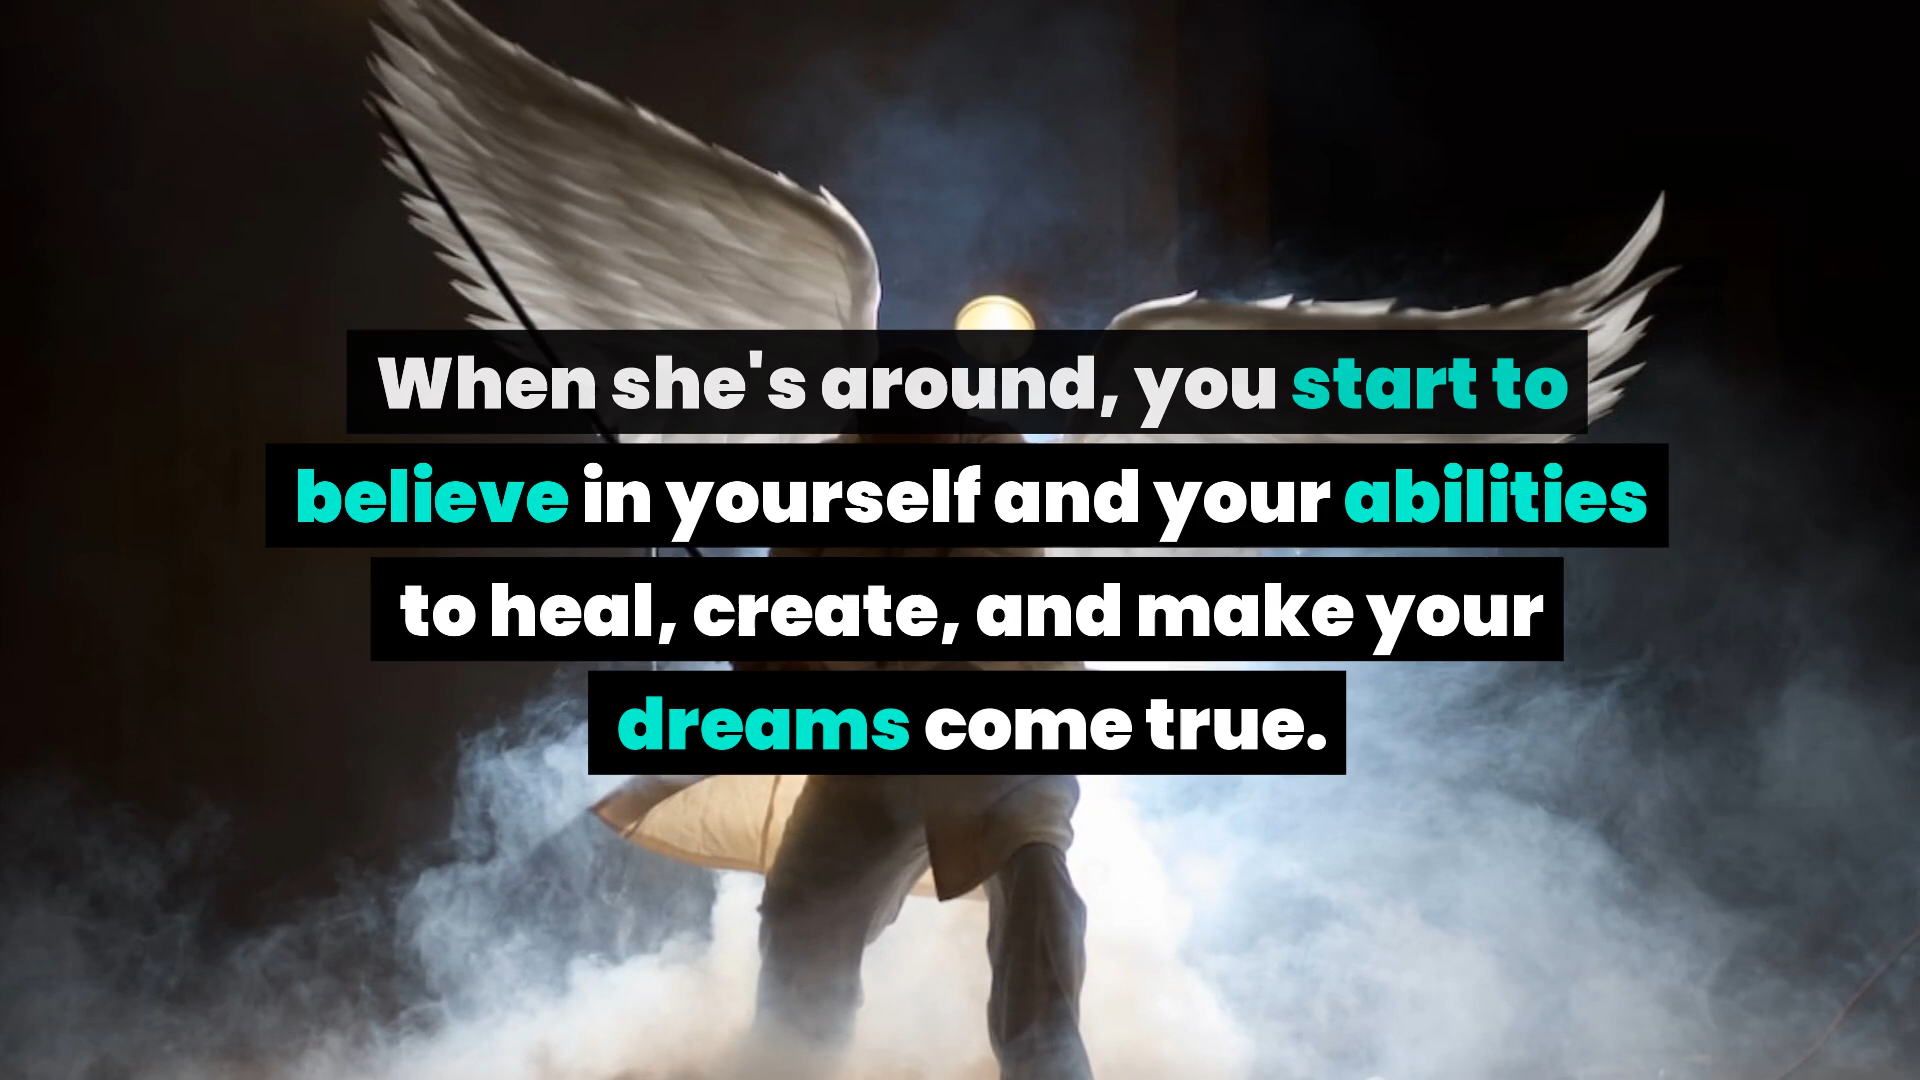 When she's around, you start to
believe in yourself and your abilities
to heal, create, and make your
dreams come true.